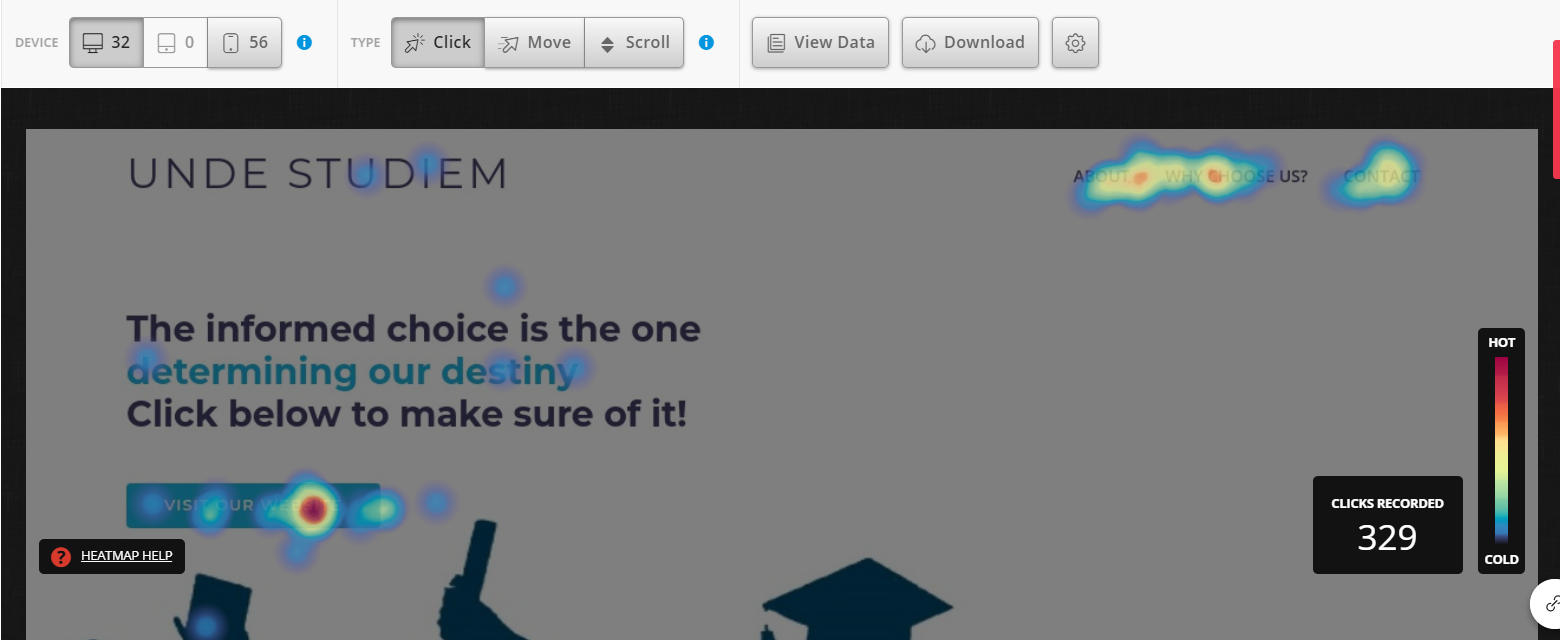 DEVICE 32 0 56 TYPE Click Move Scroll View Data Download
UNDE STUDIEM
ABOUT WHY CHOOSE US? CONTACT
The informed choice is the one
determining our destiny
Click below to make sure of it!
VISIT OUR WEBSITE
HEATMAP HELP
CLICKS RECORDED
329
HOT
COLD